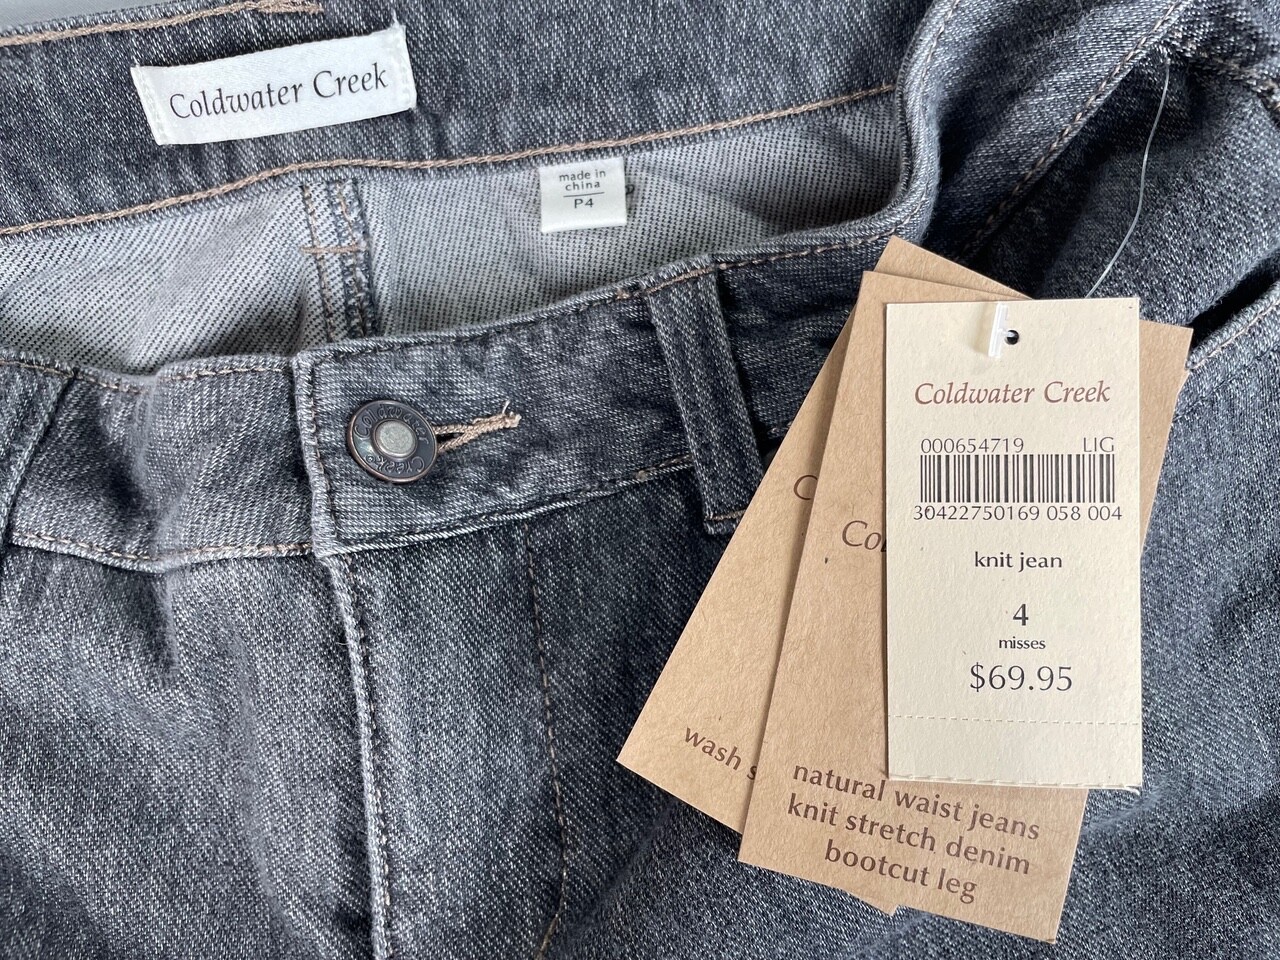 Coldwater Creek
made in
china
P4
Coldwater
Creek
Coldwater Creek
000654719 LIG
30422750169 058 004
knit jean
4
misses
$69.95
wash
natural waist jeans
knit stretch denim
bootcut leg